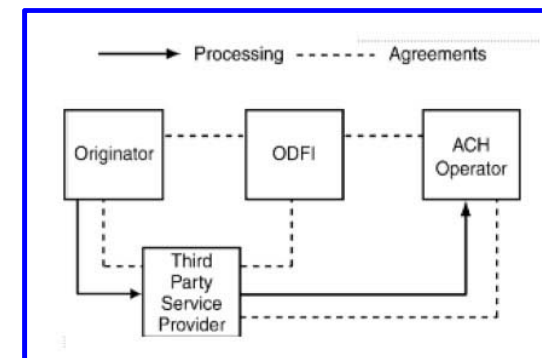 Processing
Agreements
Originator
ODFI
ACH
Operator
Third
Party
Service
Provider